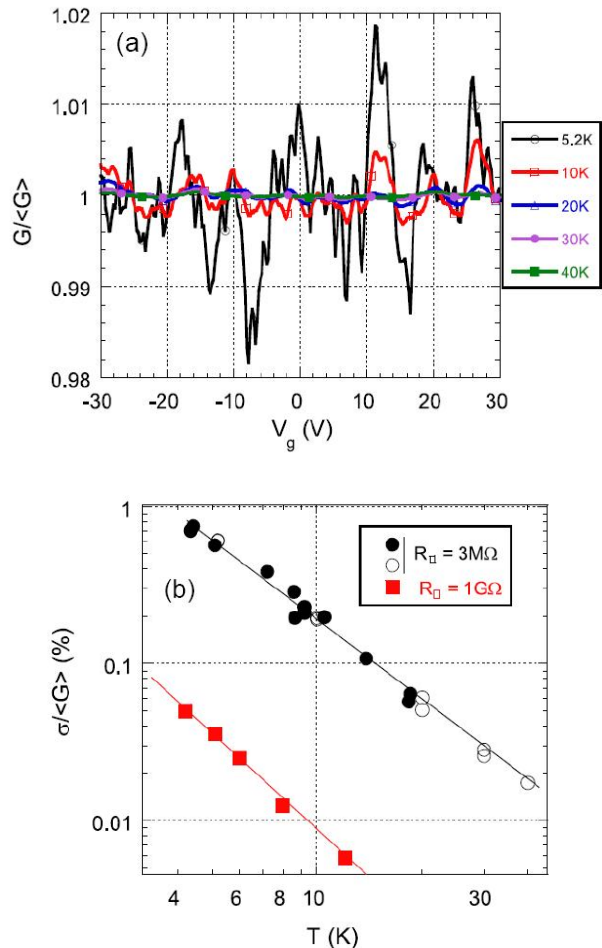 (a)
G/<G>
1.02
1.01
1
0.99
0.98
-30 -20 -10 0 10 20 30
V_g (V)
5,2K
10K
20K
30K
40K
(b)
σ/<G> (%)
1
0.1
0.01
R□ = 3MΩ
R□ = 1GΩ
4 6 8 10 30
T (K)